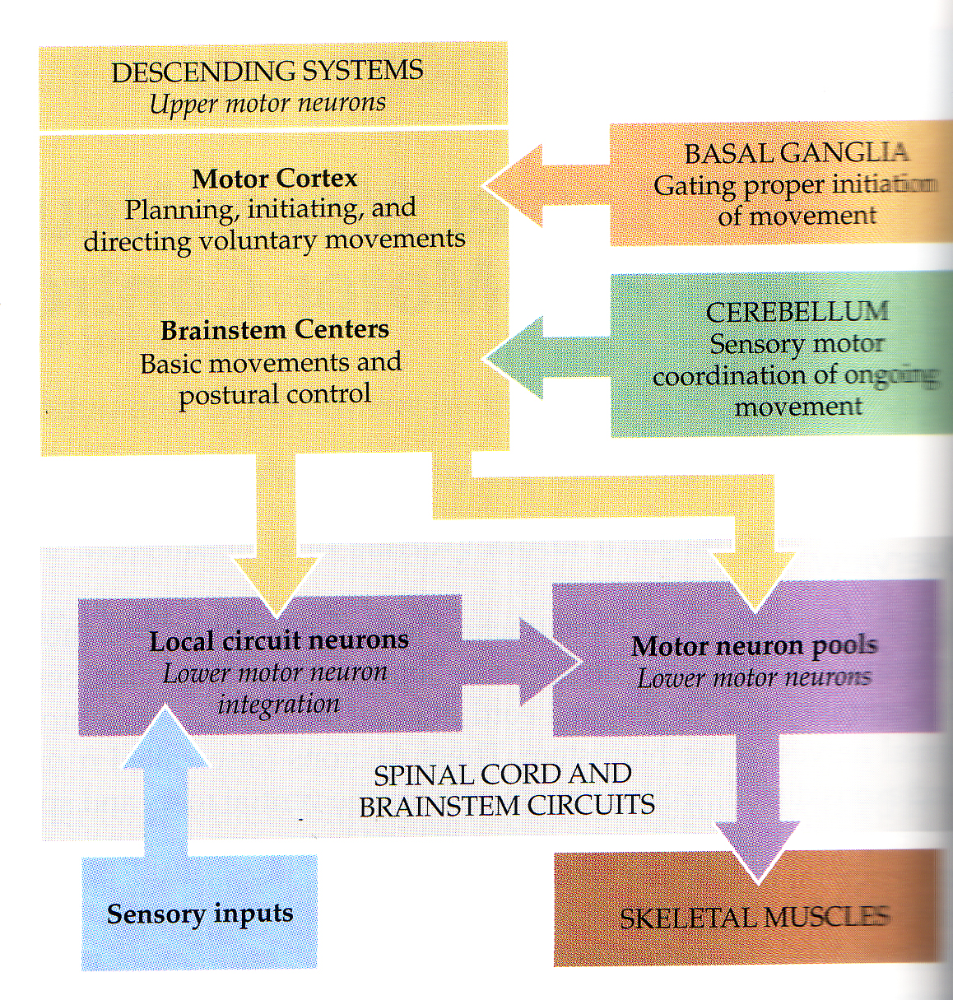 DESCENDING SYSTEMS
Upper motor neurons
Motor Cortex
Planning, initiating, and
directing voluntary movements
Brainstem Centers
Basic movements and
postural control
BASAL GANGLIA
Gating proper initiation
of movement
CEREBELLUM
Sensory motor
coordination of ongoing
movement
Local circuit neurons
Lower motor neuron
integration
Motor neuron pools
Lower motor neurons
SPINAL CORD AND
BRAINSTEM CIRCUITS
Sensory inputs
SKELETAL MUSCLES